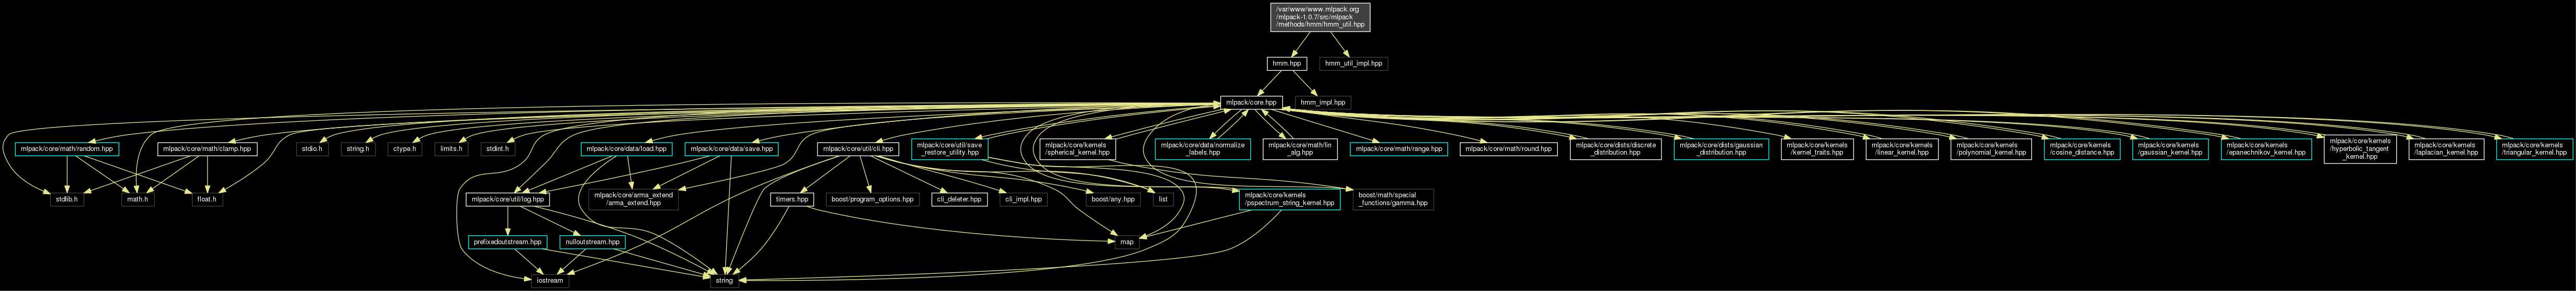 /var/www/www.mlpack.org
/mlpack-1.0.7/src/mlpack
/methods/hmm/hmm_util.hpp
hmm.hpp
hmm_util_impl.hpp
mlpack/core.hpp
hmm_impl.hpp
mlpack/core/math/random.hpp
mlpack/core/math/clamp.hpp
stdio.h
string.h
ctype.h
limits.h
stdint.h
mlpack/core/data/load.hpp
mlpack/core/data/save.hpp
mlpack/core/util/cli.hpp
mlpack/core/util/save
_restore_utility.hpp
mlpack/core/kernels
/spherical_kernel.hpp
mlpack/core/data/normalize
_labels.hpp
mlpack/core/math/lin
_alg.hpp
mlpack/core/math/range.hpp
mlpack/core/math/round.hpp
mlpack/core/dists/discrete
_distribution.hpp
mlpack/core/dists/gaussian
_distribution.hpp
mlpack/core/kernels
/kernel_traits.hpp
mlpack/core/kernels
/linear_kernel.hpp
mlpack/core/kernels
/polynomial_kernel.hpp
mlpack/core/kernels
/cosine_distance.hpp
mlpack/core/kernels
/gaussian_kernel.hpp
mlpack/core/kernels
/epanechnikov_kernel.hpp
mlpack/core/kernels
/hyperbolic_tangent
_kernel.hpp
mlpack/core/kernels
/laplacian_kernel.hpp
mlpack/core/kernels
/triangular_kernel.hpp
stdlib.h
math.h
float.h
mlpack/core/util/log.hpp
mlpack/core/arma_extend
/arma_extend.hpp
timers.hpp
boost/program_options.hpp
cli_deleter.hpp
cli_impl.hpp
boost/any.hpp
list
mlpack/core/kernels
/pspectrum_string_kernel.hpp
boost/math/special
_functions/gamma.hpp
prefixedoutstream.hpp
nulloutstream.hpp
map
iostream
string